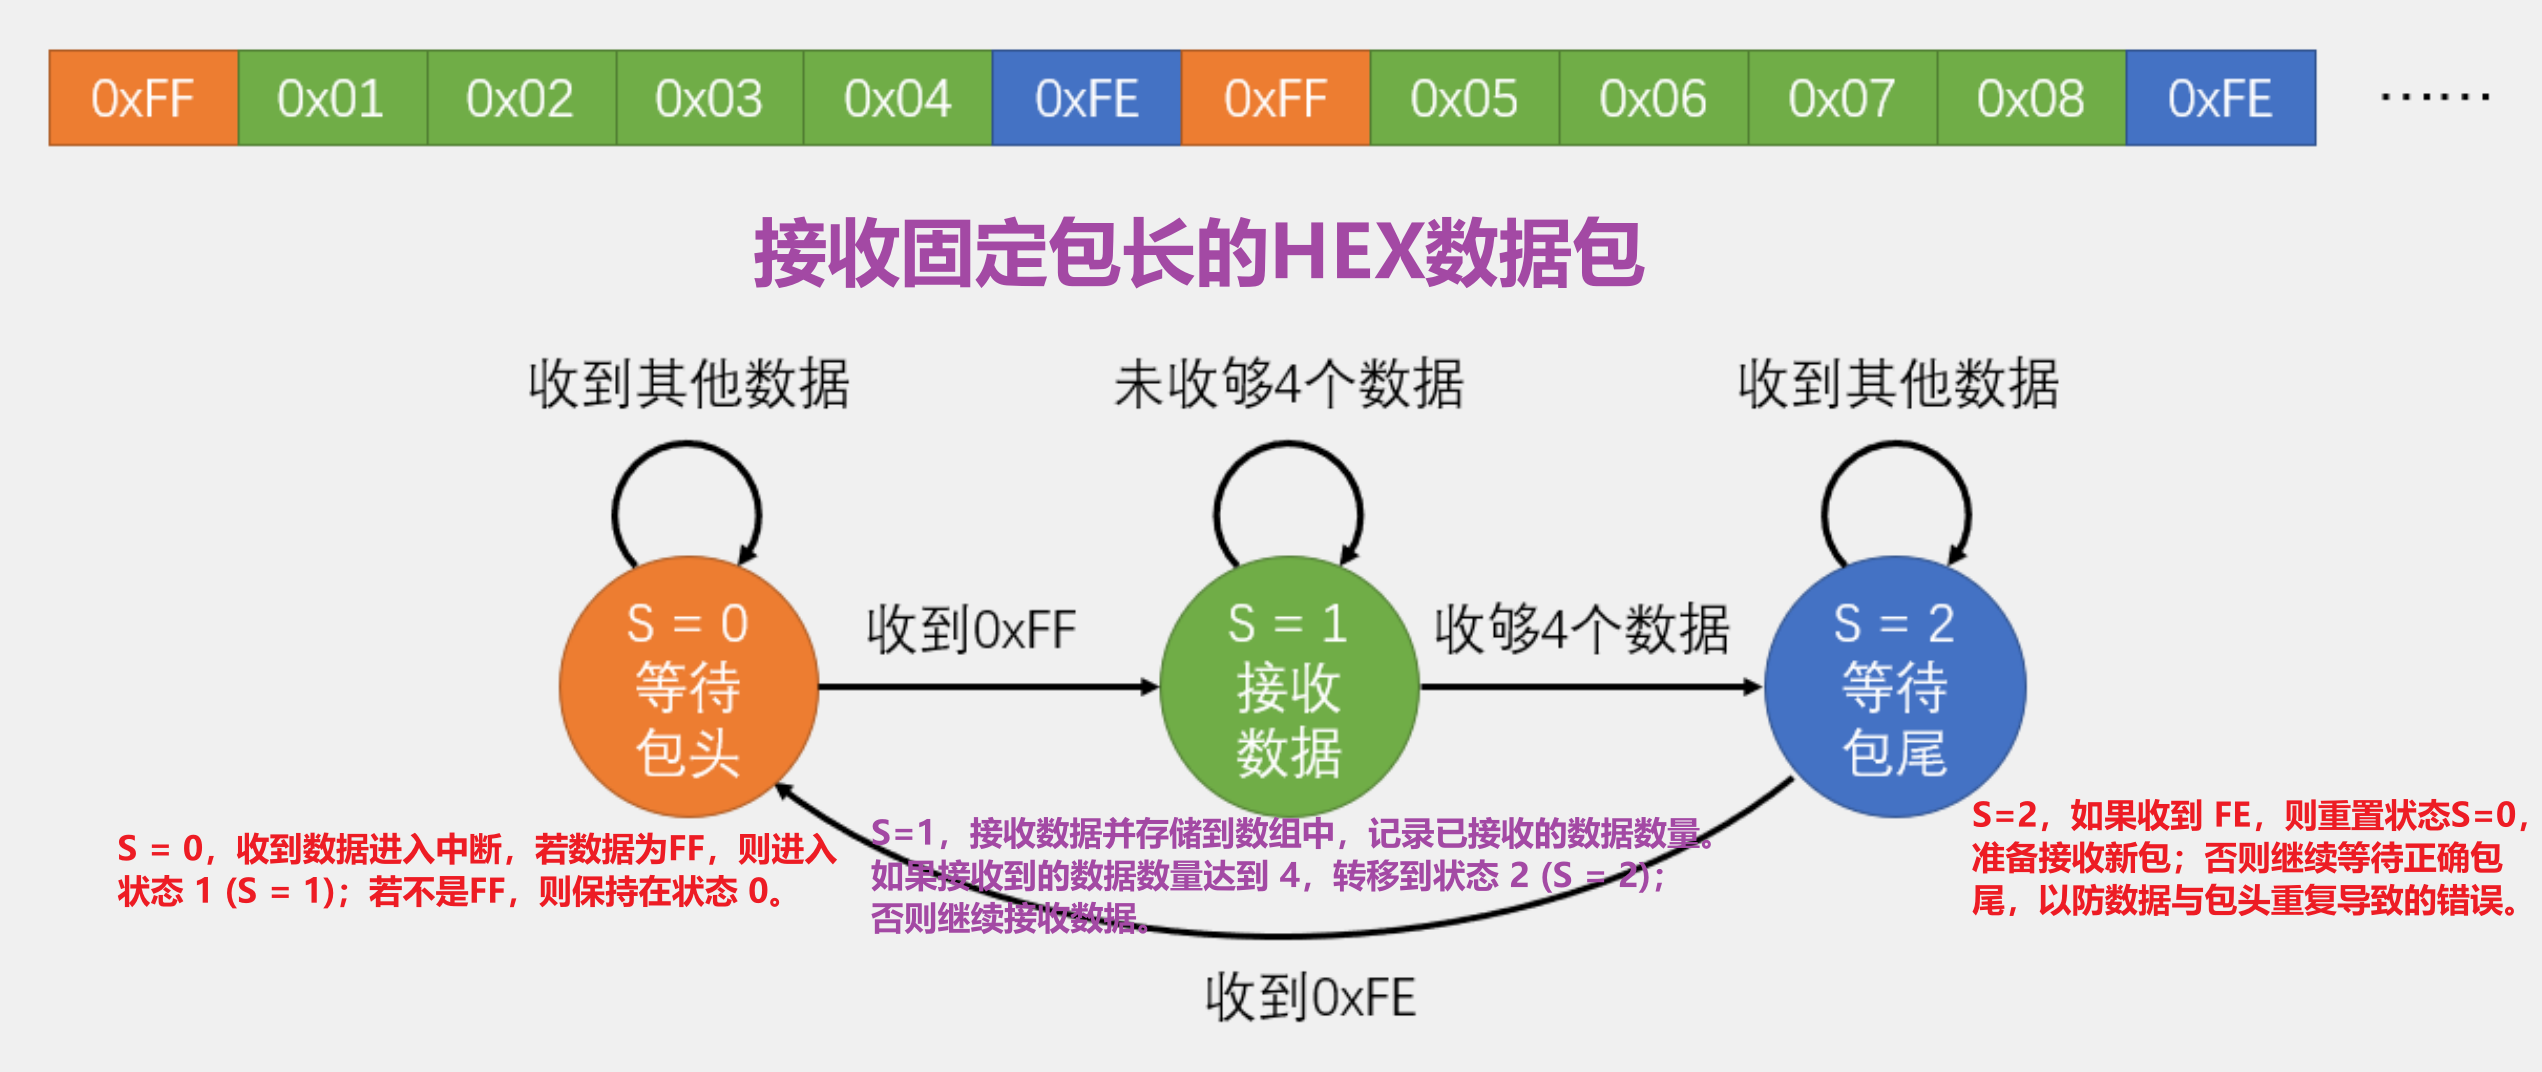 0xFF 0x01 0x02 0x03 0x04 0xFE 0xFF 0x05 0x06 0x07 0x08 0xFE ······
接收固定包长的HEX数据包
收到其他数据
未收够4个数据
收到其他数据
S = 0
等待
包头
收到0xFF
S = 1
接收
数据
收够4个数据
S = 2
等待
包尾
S = 0，收到数据进入中断，若数据为FF，则进入
状态 1 (S = 1)；若不是FF，则保持在状态 0。
S=1，接收数据并存储到数组中，记录已接收的数据数量。
如果接收到的数据数量达到 4，转移到状态 2 (S = 2)；
否则继续接收数据。
S=2，如果收到 FE，则重置状态S=0，
准备接收新包；否则继续等待正确包
尾，以防数据与包头重复导致的错误。
收到0xFE